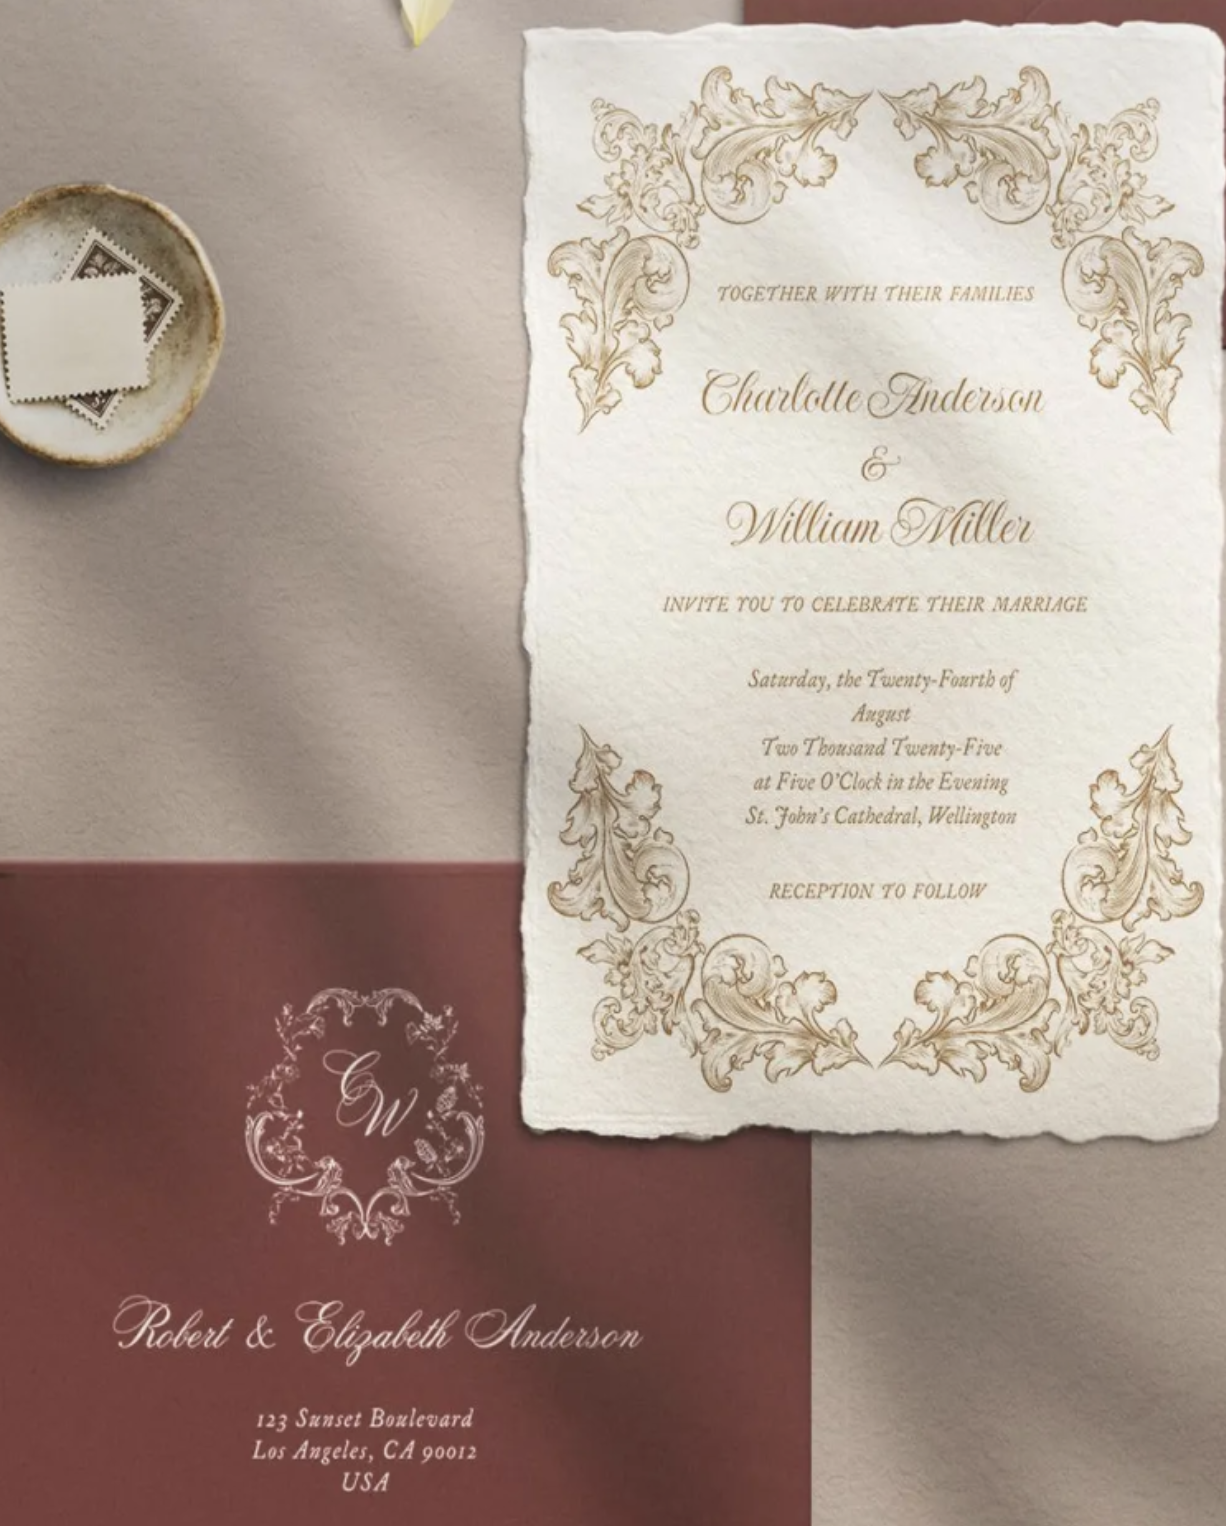 TOGETHER WITH THEIR FAMILIES
Charlotte Anderson
&
William Miller
INVITE YOU TO CELEBRATE THEIR MARRIAGE
Saturday, the Twenty-Fourth of
August
Two Thousand Twenty-Five
at Five O'Clock in the Evening
St. John's Cathedral, Wellington
RECEPTION TO FOLLOW
CW
Robert & Elizabeth Anderson
123 Sunset Boulevard
Los Angeles, CA 90012
USA